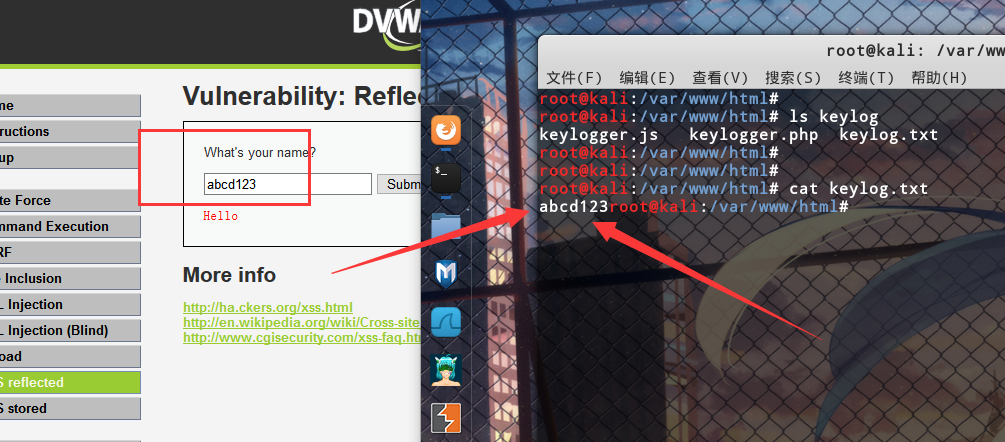 DVWA
me
tructions
up
te Force
mmand Execution
RF
e Inclusion
L Injection
L Injection (Blind)
oad
S reflected
S stored
Vulnerability: Refle
What's your name?
abcd123
Subm
Hello
More info
http://ha.ckers.org/xss.html
http://en.wikipedia.org/wiki/Cross-site
http://www.cgisecurity.com/xss-faq.ht
root@kali: /var/ww
文件(F) 编辑(E) 查看(V) 搜索(S) 终端(T) 帮助(H)
root@kali:/var/www/html#
root@kali:/var/www/html# ls keylog
keylogger.js keylogger.php keylog.txt
root@kali:/var/www/html#
root@kali:/var/www/html#
root@kali:/var/www/html# cat keylog.txt
abcd123root@kali:/var/www/html#